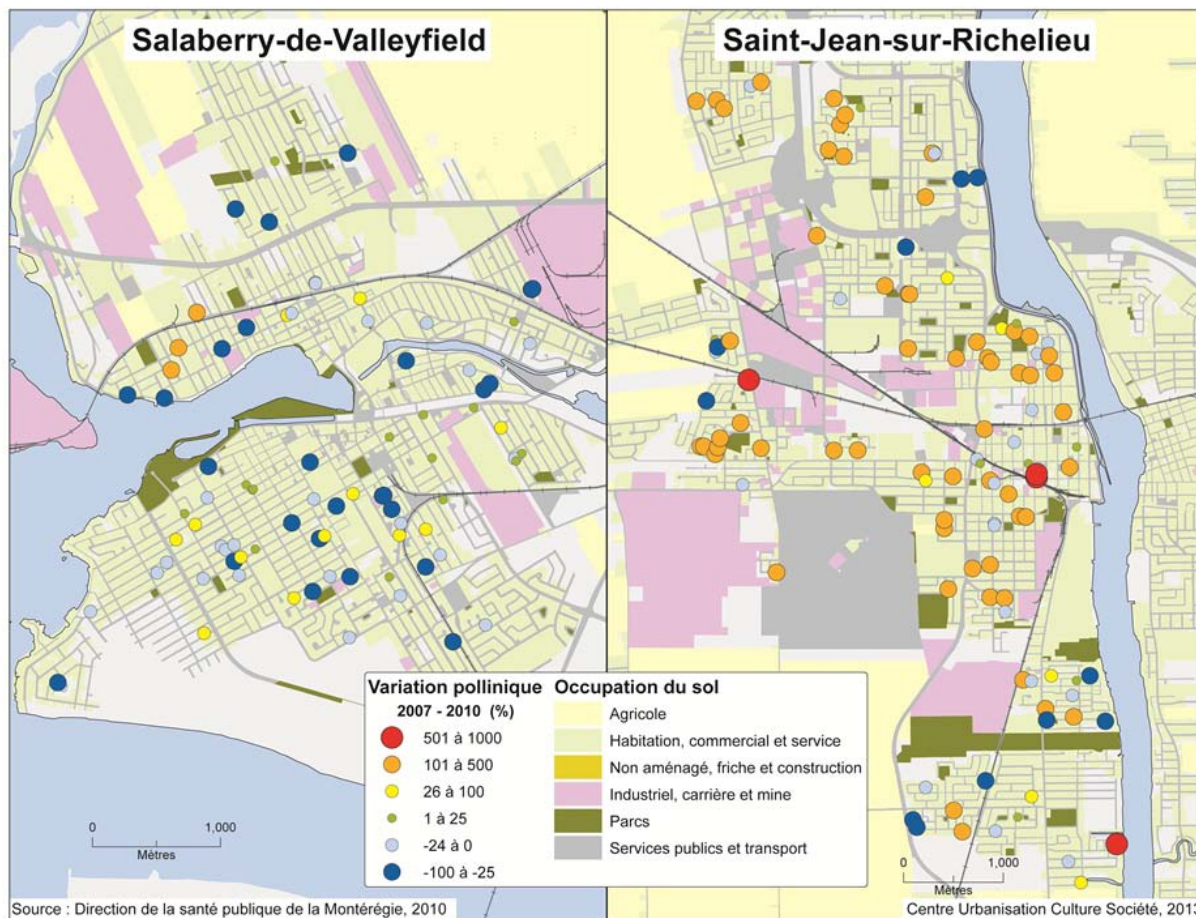 Salaberry-de-Valleyfield
Saint-Jean-sur-Richelieu
Variation pollinique
2007 - 2010 (%)
501 à 1000
101 à 500
26 à 100
1 à 25
-24 à 0
-100 à -25
Occupation du sol
Agricole
Habitation, commercial et service
Non aménagé, friche et construction
Industriel, carrière et mine
Parcs
Services publics et transport
0 1,000
Mètres
0 1,000
Mètres
Source : Direction de la santé publique de la Montérégie, 2010
Centre Urbanisation Culture Société, 2013